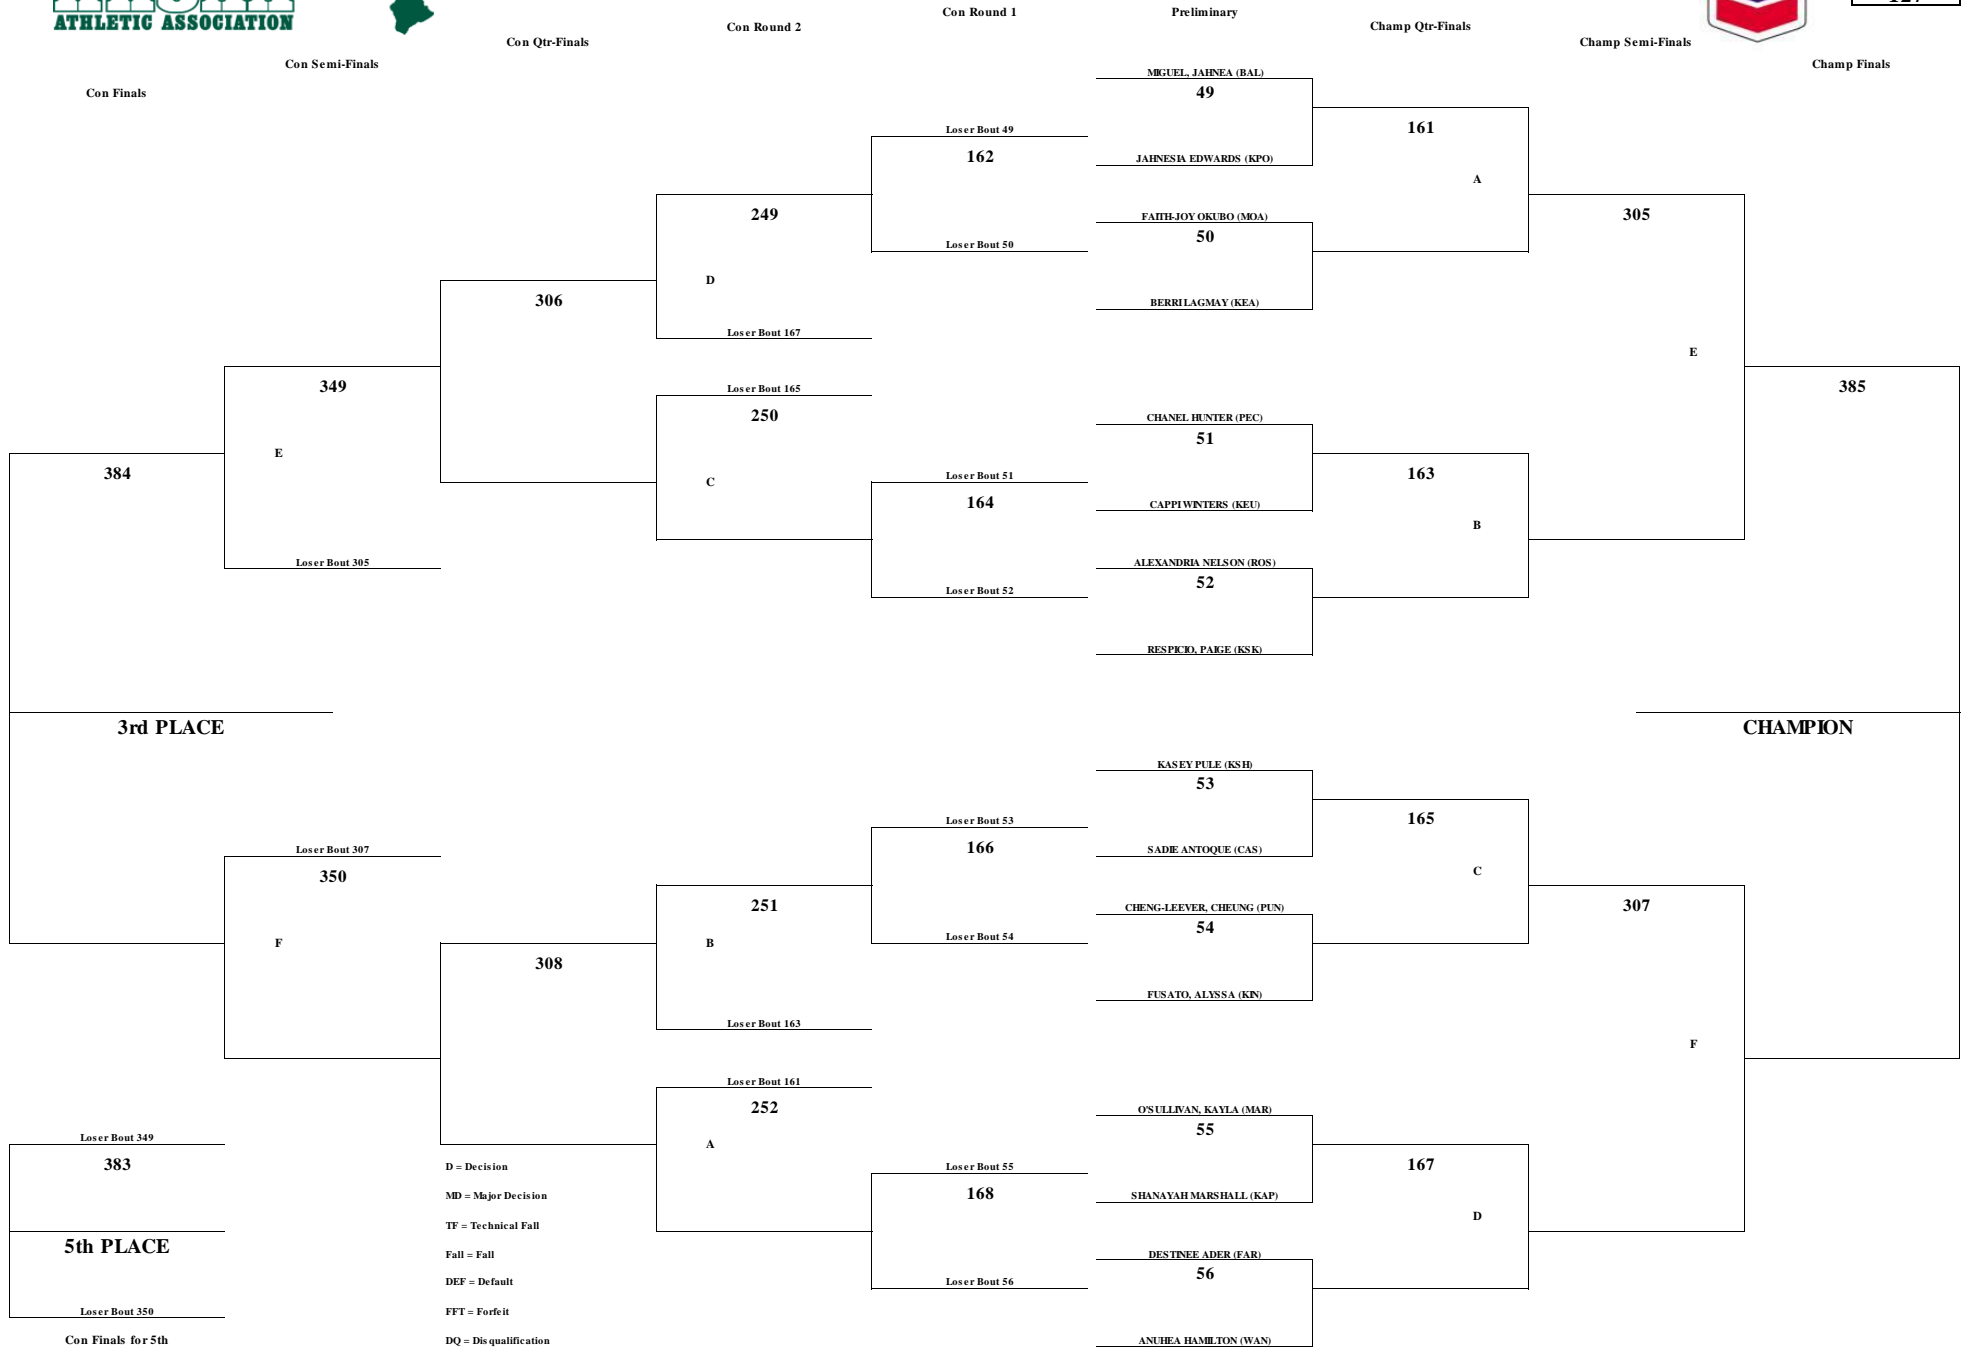 ATHLETIC ASSOCIATION
Con Finals
Con Semi-Finals
Con Qtr-Finals
Con Round 2
Con Round 1
Preliminary
Champ Qtr-Finals
Champ Semi-Finals
Champ Finals
MIGUEL, JAHNEA (BAL)
49
JAHNESIA EDWARDS (KPO)
FAITH-JOY OKUBO (MOA)
50
BERRI LAGMAY (KEA)
CHANEL HUNTER (PEC)
51
CAPPI WINTERS (KEU)
ALEXANDRIA NELSON (ROS)
52
RESPICIO, PAIGE (KSK)
KASEY PULE (KSH)
53
SADIE ANTOQUE (CAS)
CHENG-LEEVER, CHEUNG (PUN)
54
FUSATO, ALYSSA (KIN)
O'SULLIVAN, KAYLA (MAR)
55
SHANAYAH MARSHALL (KAP)
DESTINEE ADER (FAR)
56
ANUHEA HAMILTON (WAN)
161
A
163
B
165
C
167
D
305
E
307
F
385
CHAMPION
Loser Bout 49
162
Loser Bout 50
Loser Bout 51
164
Loser Bout 52
Loser Bout 53
166
Loser Bout 54
Loser Bout 55
168
Loser Bout 56
249
D
Loser Bout 167
Loser Bout 165
250
C
251
B
Loser Bout 163
Loser Bout 161
252
A
306
308
349
E
Loser Bout 305
Loser Bout 307
350
F
384
3rd PLACE
Loser Bout 349
383
5th PLACE
Loser Bout 350
Con Finals for 5th
D = Decision
MD = Major Decision
TF = Technical Fall
Fall = Fall
DEF = Default
FFT = Forfeit
DQ = Disqualification